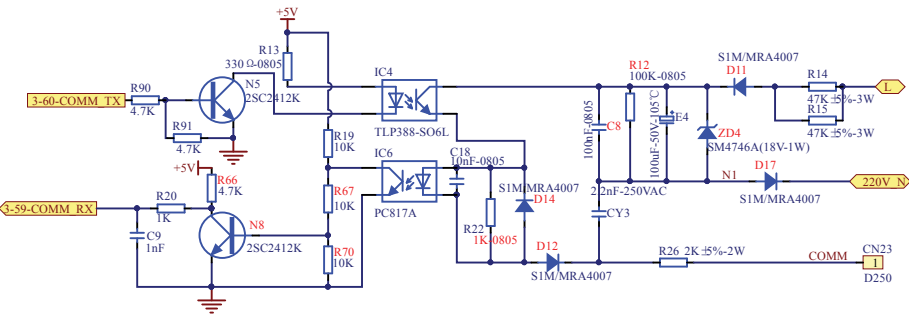 +5V
R13
330 Ω-0805
N5
2SC2412K
R90
4.7K
3-60-COMM_TX
R91
4.7K
IC4
TLP388-SO6L
R19
10K
IC6
PC817A
C18
10nF-0805
R67
10K
R70
10K
+5V
R66
4.7K
R20
1K
3-59-COMM_RX
C9
1nF
N8
2SC2412K
R22
1K-0805
S1M/MRA4007
D14
D12
S1M/MRA4007
R12
100K-0805
C8
100nF-0805
E4
100uF-50V-105℃
S1M/MRA4007
D11
R14
47K±5%-3W
R15
47K±5%-3W
L
ZD4
SM4746A(18V-1W)
N1
D17
S1M/MRA4007
220V_N
2.2nF-250VAC
CY3
R26 2K±5%-2W
COMM
CN23
1
D250